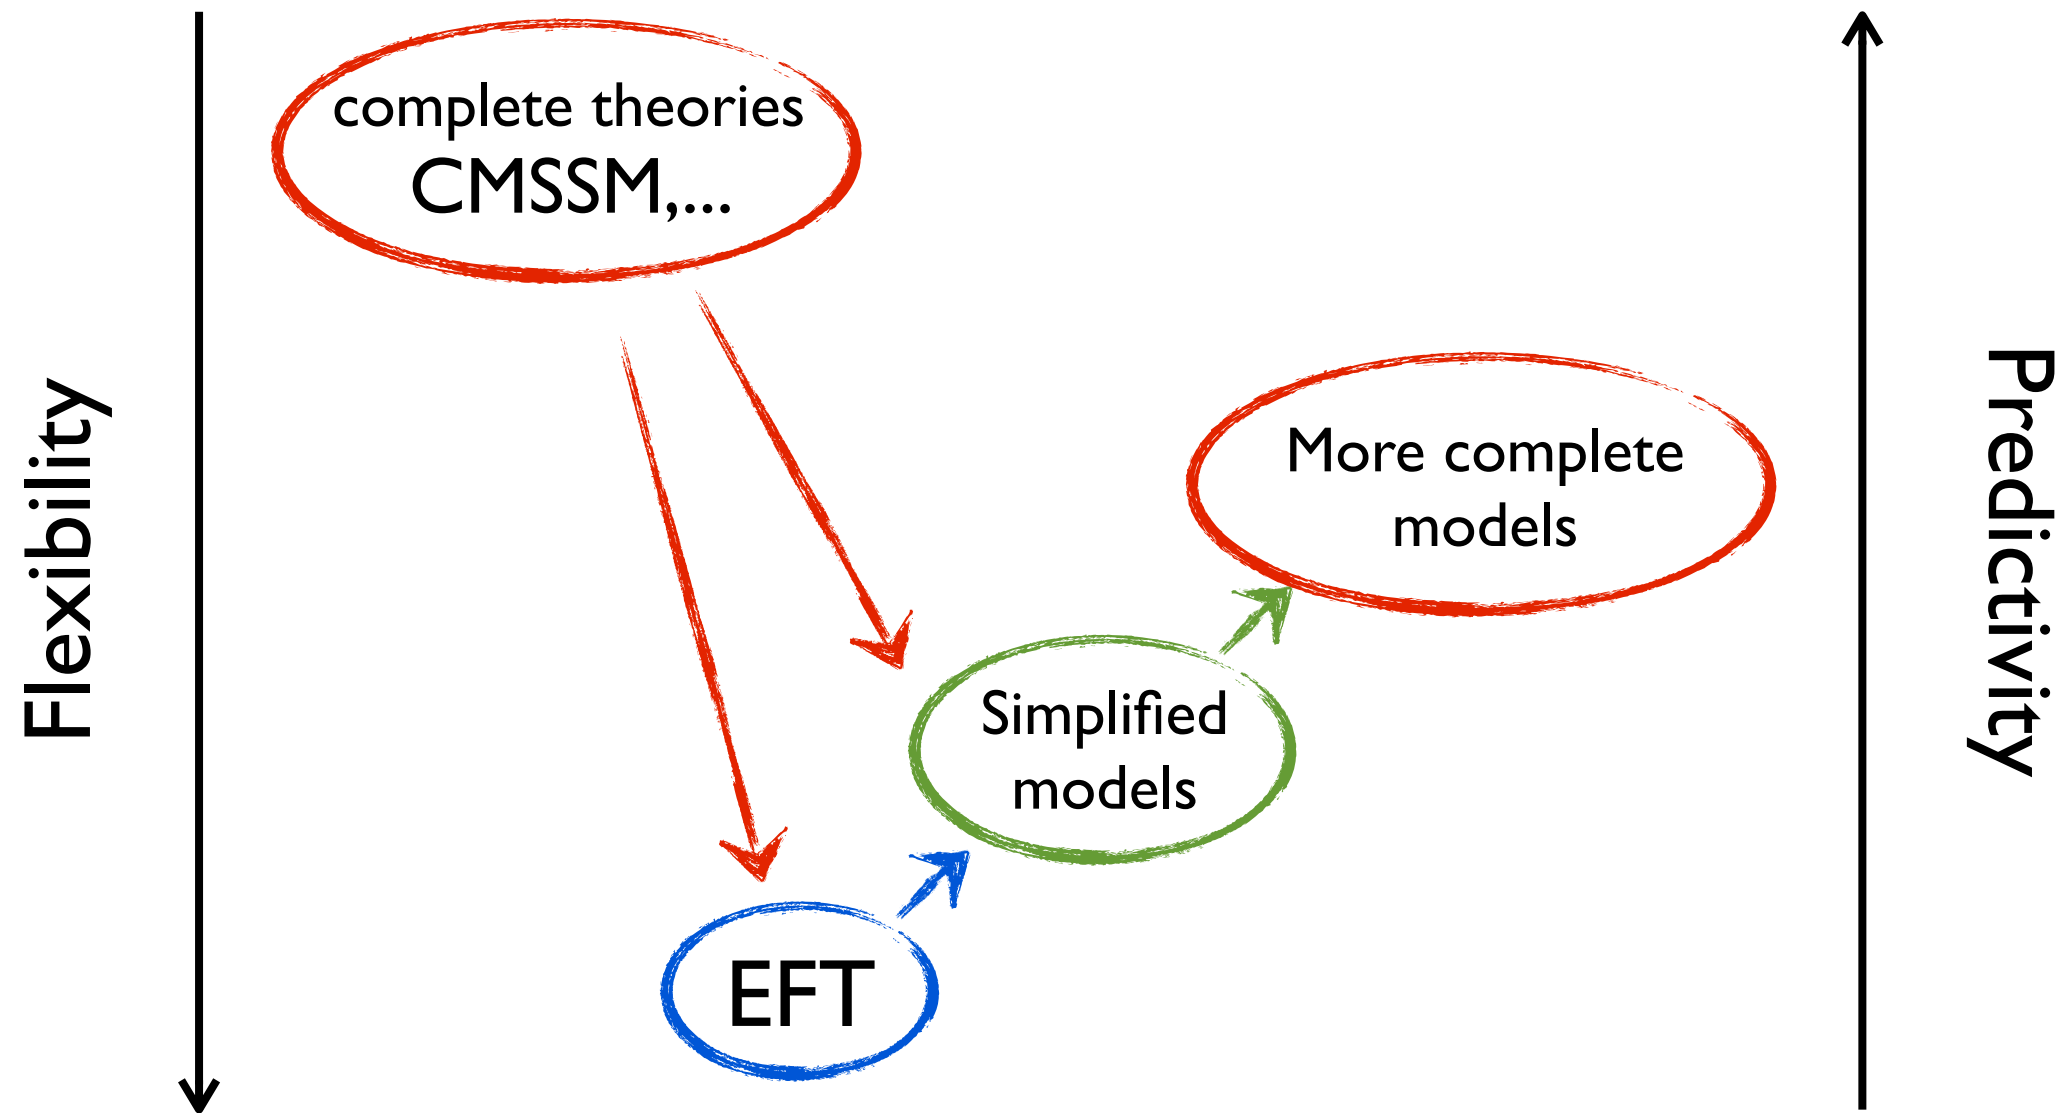 complete theories
CMSSM,...
Flexibility
More complete
models
Predictivity
Simplified
models
EFT